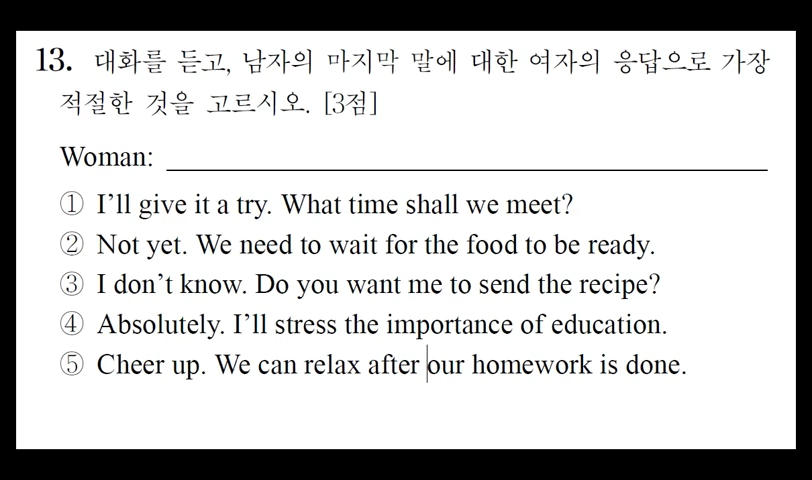 13. 대화를 듣고, 남자의 마지막 말에 대한 여자의 응답으로 가장
적절한 것을 고르시오. [3점]
Woman:
① I’ll give it a try. What time shall we meet?
② Not yet. We need to wait for the food to be ready.
③ I don’t know. Do you want me to send the recipe?
④ Absolutely. I’ll stress the importance of education.
⑤ Cheer up. We can relax after our homework is done.